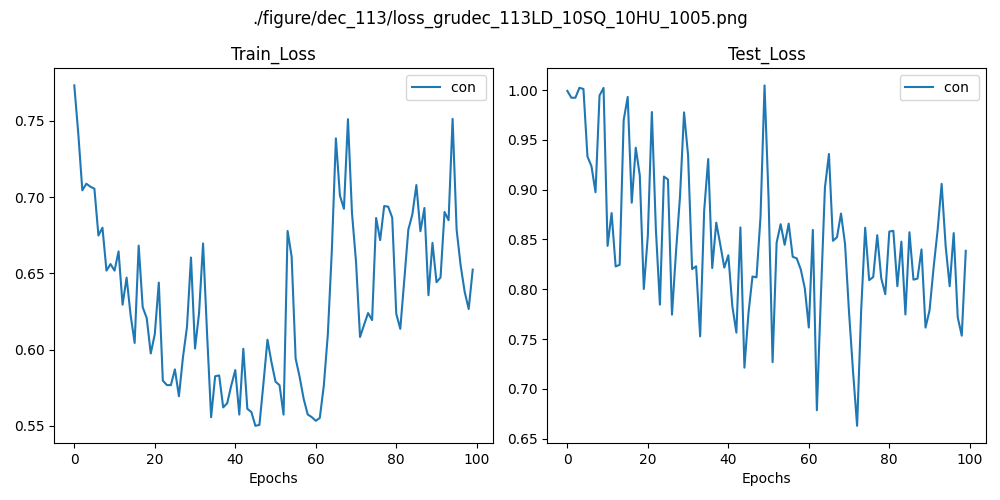 ./figure/dec_113/loss_grudec_113LD_10SQ_10HU_1005.png
Train_Loss
con
0.75
0.70
0.65
0.60
0.55
0 20 40 60 80 100
Epochs
Test_Loss
con
1.00
0.95
0.90
0.85
0.80
0.75
0.70
0.65
0 20 40 60 80 100
Epochs